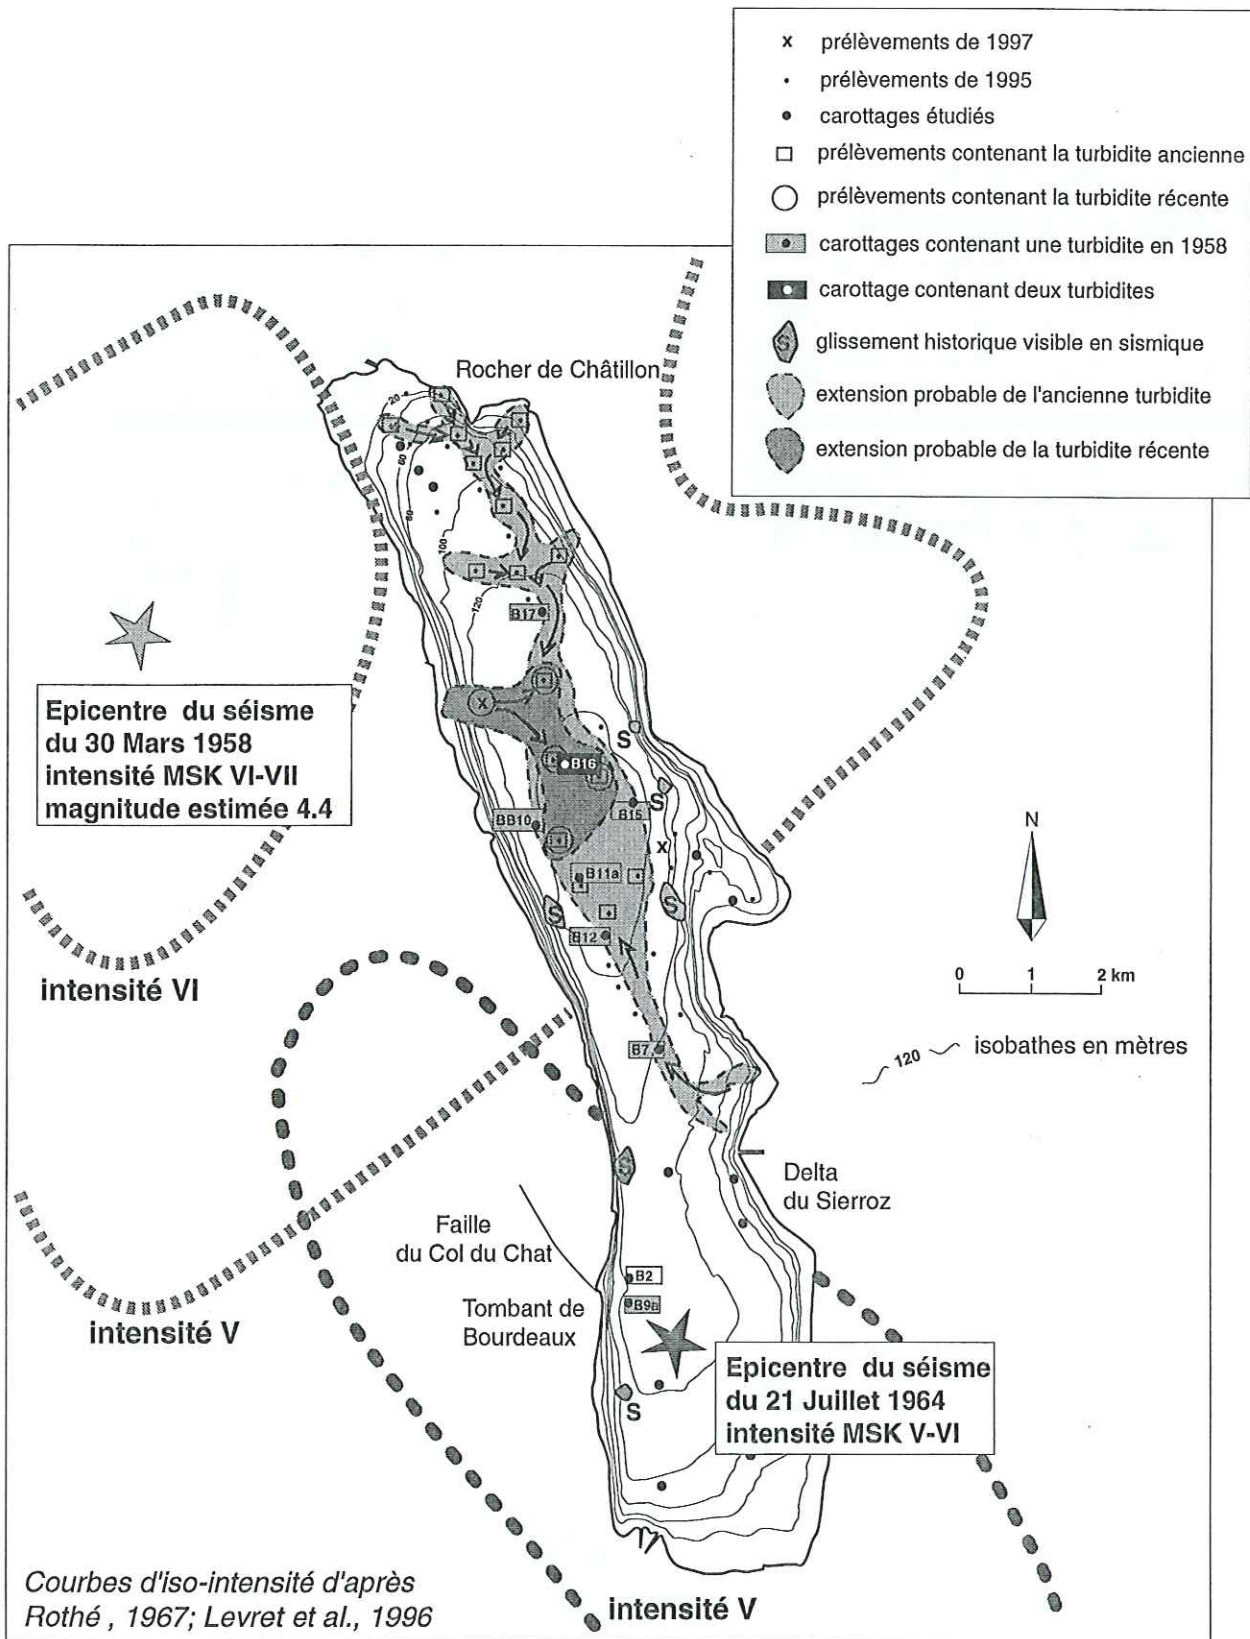 x prélèvements de 1997
prélèvements de 1995
carottages étudiés
prélèvements contenant la turbidite ancienne
prélèvements contenant la turbidite récente
carottages contenant une turbidite en 1958
carottage contenant deux turbidites
S glissement historique visible en sismique
extension probable de l'ancienne turbidite
extension probable de la turbidite récente
Rocher de Châtillon
20
60
80
100
120
B17
Epicentre du séisme
du 30 Mars 1958
intensité MSK VI-VII
magnitude estimée 4.4
x
S
B16
S
B15
BB10
x
N
B11a
S
S
B12
intensité VI
0 1 2 km
B7
120 isobathes en mètres
S
Delta
du Sierroz
Faille
du Col du Chat
B2
B9a
Tombant de
Bourdeaux
intensité V
Epicentre du séisme
du 21 Juillet 1964
intensité MSK V-VI
S
Courbes d'iso-intensité d'après
Rothé , 1967; Levret et al., 1996
intensité V